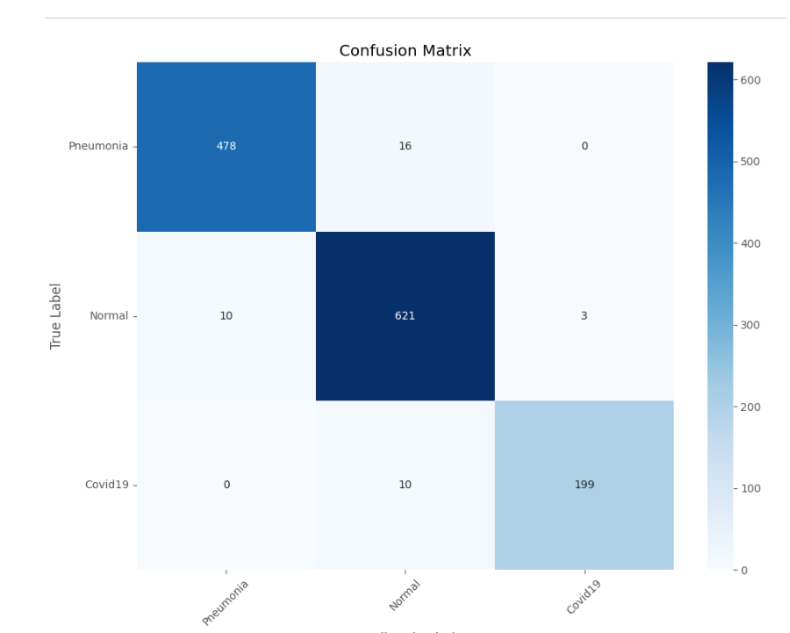 Confusion Matrix
Pneumonia
478
16
0
Normal
10
621
3
Covid19
0
10
199
True Label
Pneumonia
Normal
Covid19
600
500
400
300
200
100
0